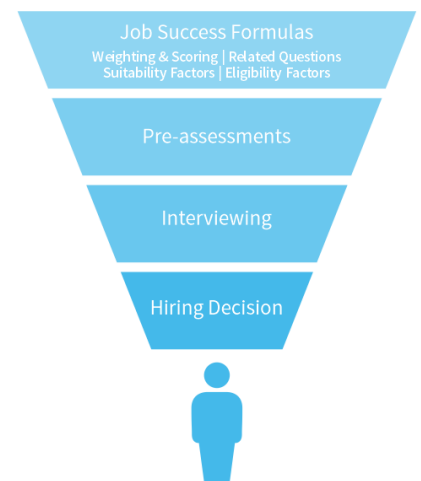 Job Success Formulas
Weighting & Scoring | Related Questions
Suitability Factors | Eligibility Factors
Pre-assessments
Interviewing
Hiring Decision